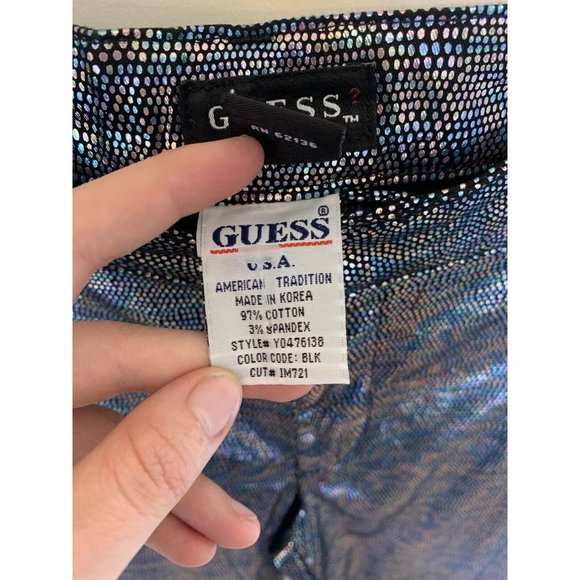 GUESS ?
TM
RN 62136
GUESS ®
U.S.A.
AMERICAN TRADITION
MADE IN KOREA
97% COTTON
3% SPANDEX
STYLE# Y0476138
COLOR CODE: BLK
CUT# IM721